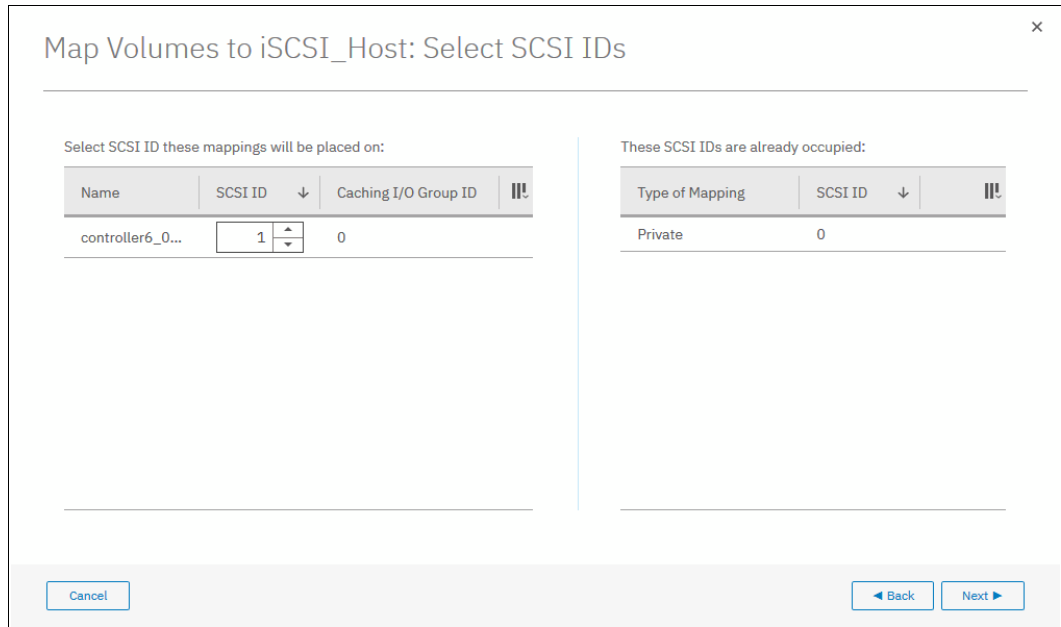 Map Volumes to iSCSI_Host: Select SCSI IDs
Select SCSI ID these mappings will be placed on:
Name SCSI ID Caching I/O Group ID
controller6_0... 1 0
These SCSI IDs are already occupied:
Type of Mapping SCSI ID
Private 0
Cancel
Back
Next